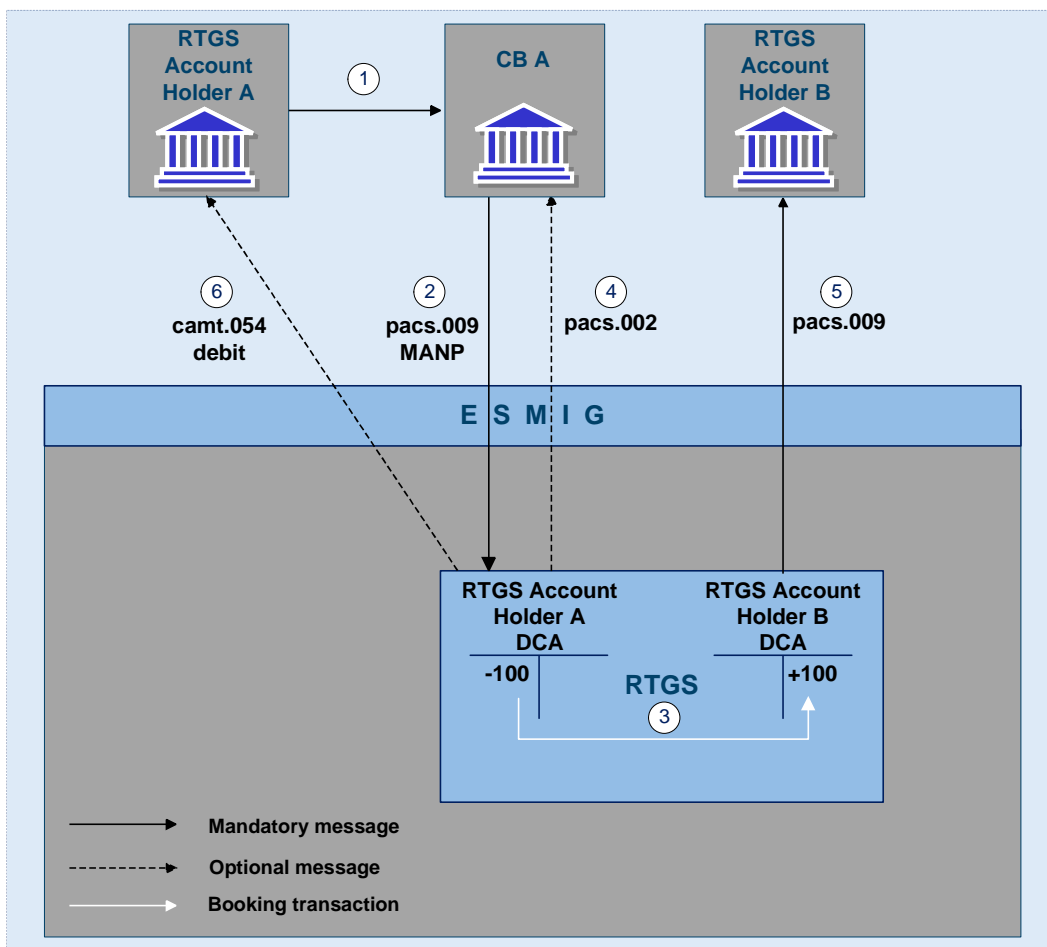 RTGS
Account
Holder A
1
CB A
RTGS
Account
Holder B
6
camt.054
debit
2
pacs.009
MANP
4
pacs.002
5
pacs.009
E S M I G
RTGS Account
Holder A
DCA
-100
RTGS Account
Holder B
DCA
+100
RTGS
3
Mandatory message
Optional message
Booking transaction